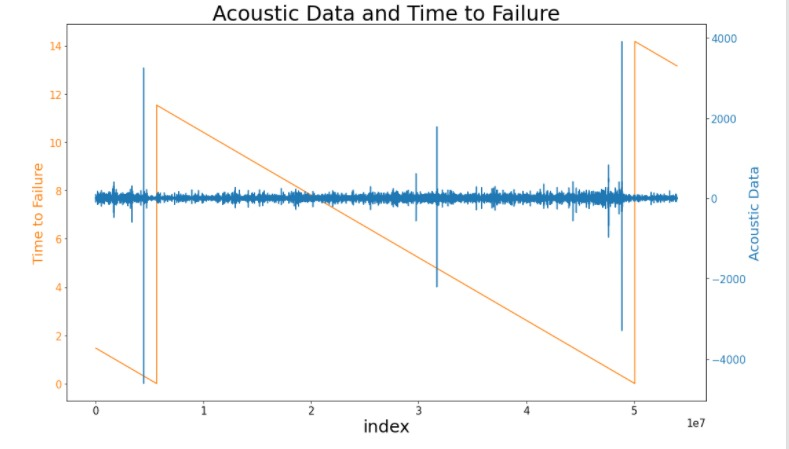 Acoustic Data and Time to Failure
14
12
10
8
6
4
2
0
Time to Failure
4000
2000
0
−2000
−4000
Acoustic Data
0 1 2 3 4 5
1e7
index